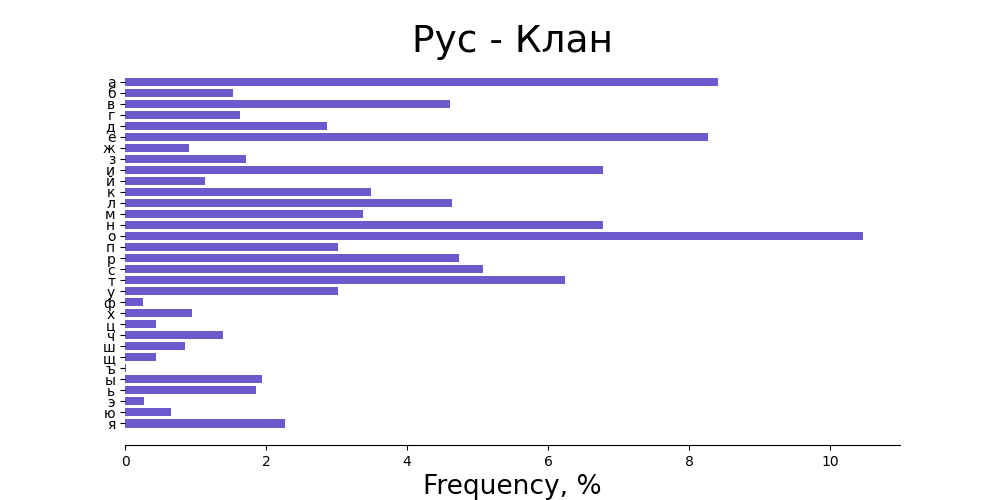 Рус - Клан
а
б
в
г
д
е
ж
з
и
й
к
л
м
н
о
п
р
с
т
у
ф
х
ц
ч
ш
щ
ъ
ы
ь
э
ю
я
0 2 4 6 8 10
Frequency, %